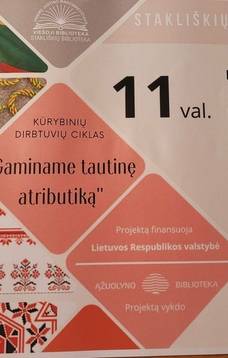 VIEŠOJI BIBLIOTEKA
STAKLIŠKIŲ BIBLIOTEKA
STAKLIŠKIŲ
11 val.
KŪRYBINIŲ
DIRBTUVIŲ CIKLAS
Gaminame tautinę
atributiką"
Projektą finansuoja
Lietuvos Respublikos valstybė
ĄŽUOLYNO BIBLIOTEKA
Projektą vykdo